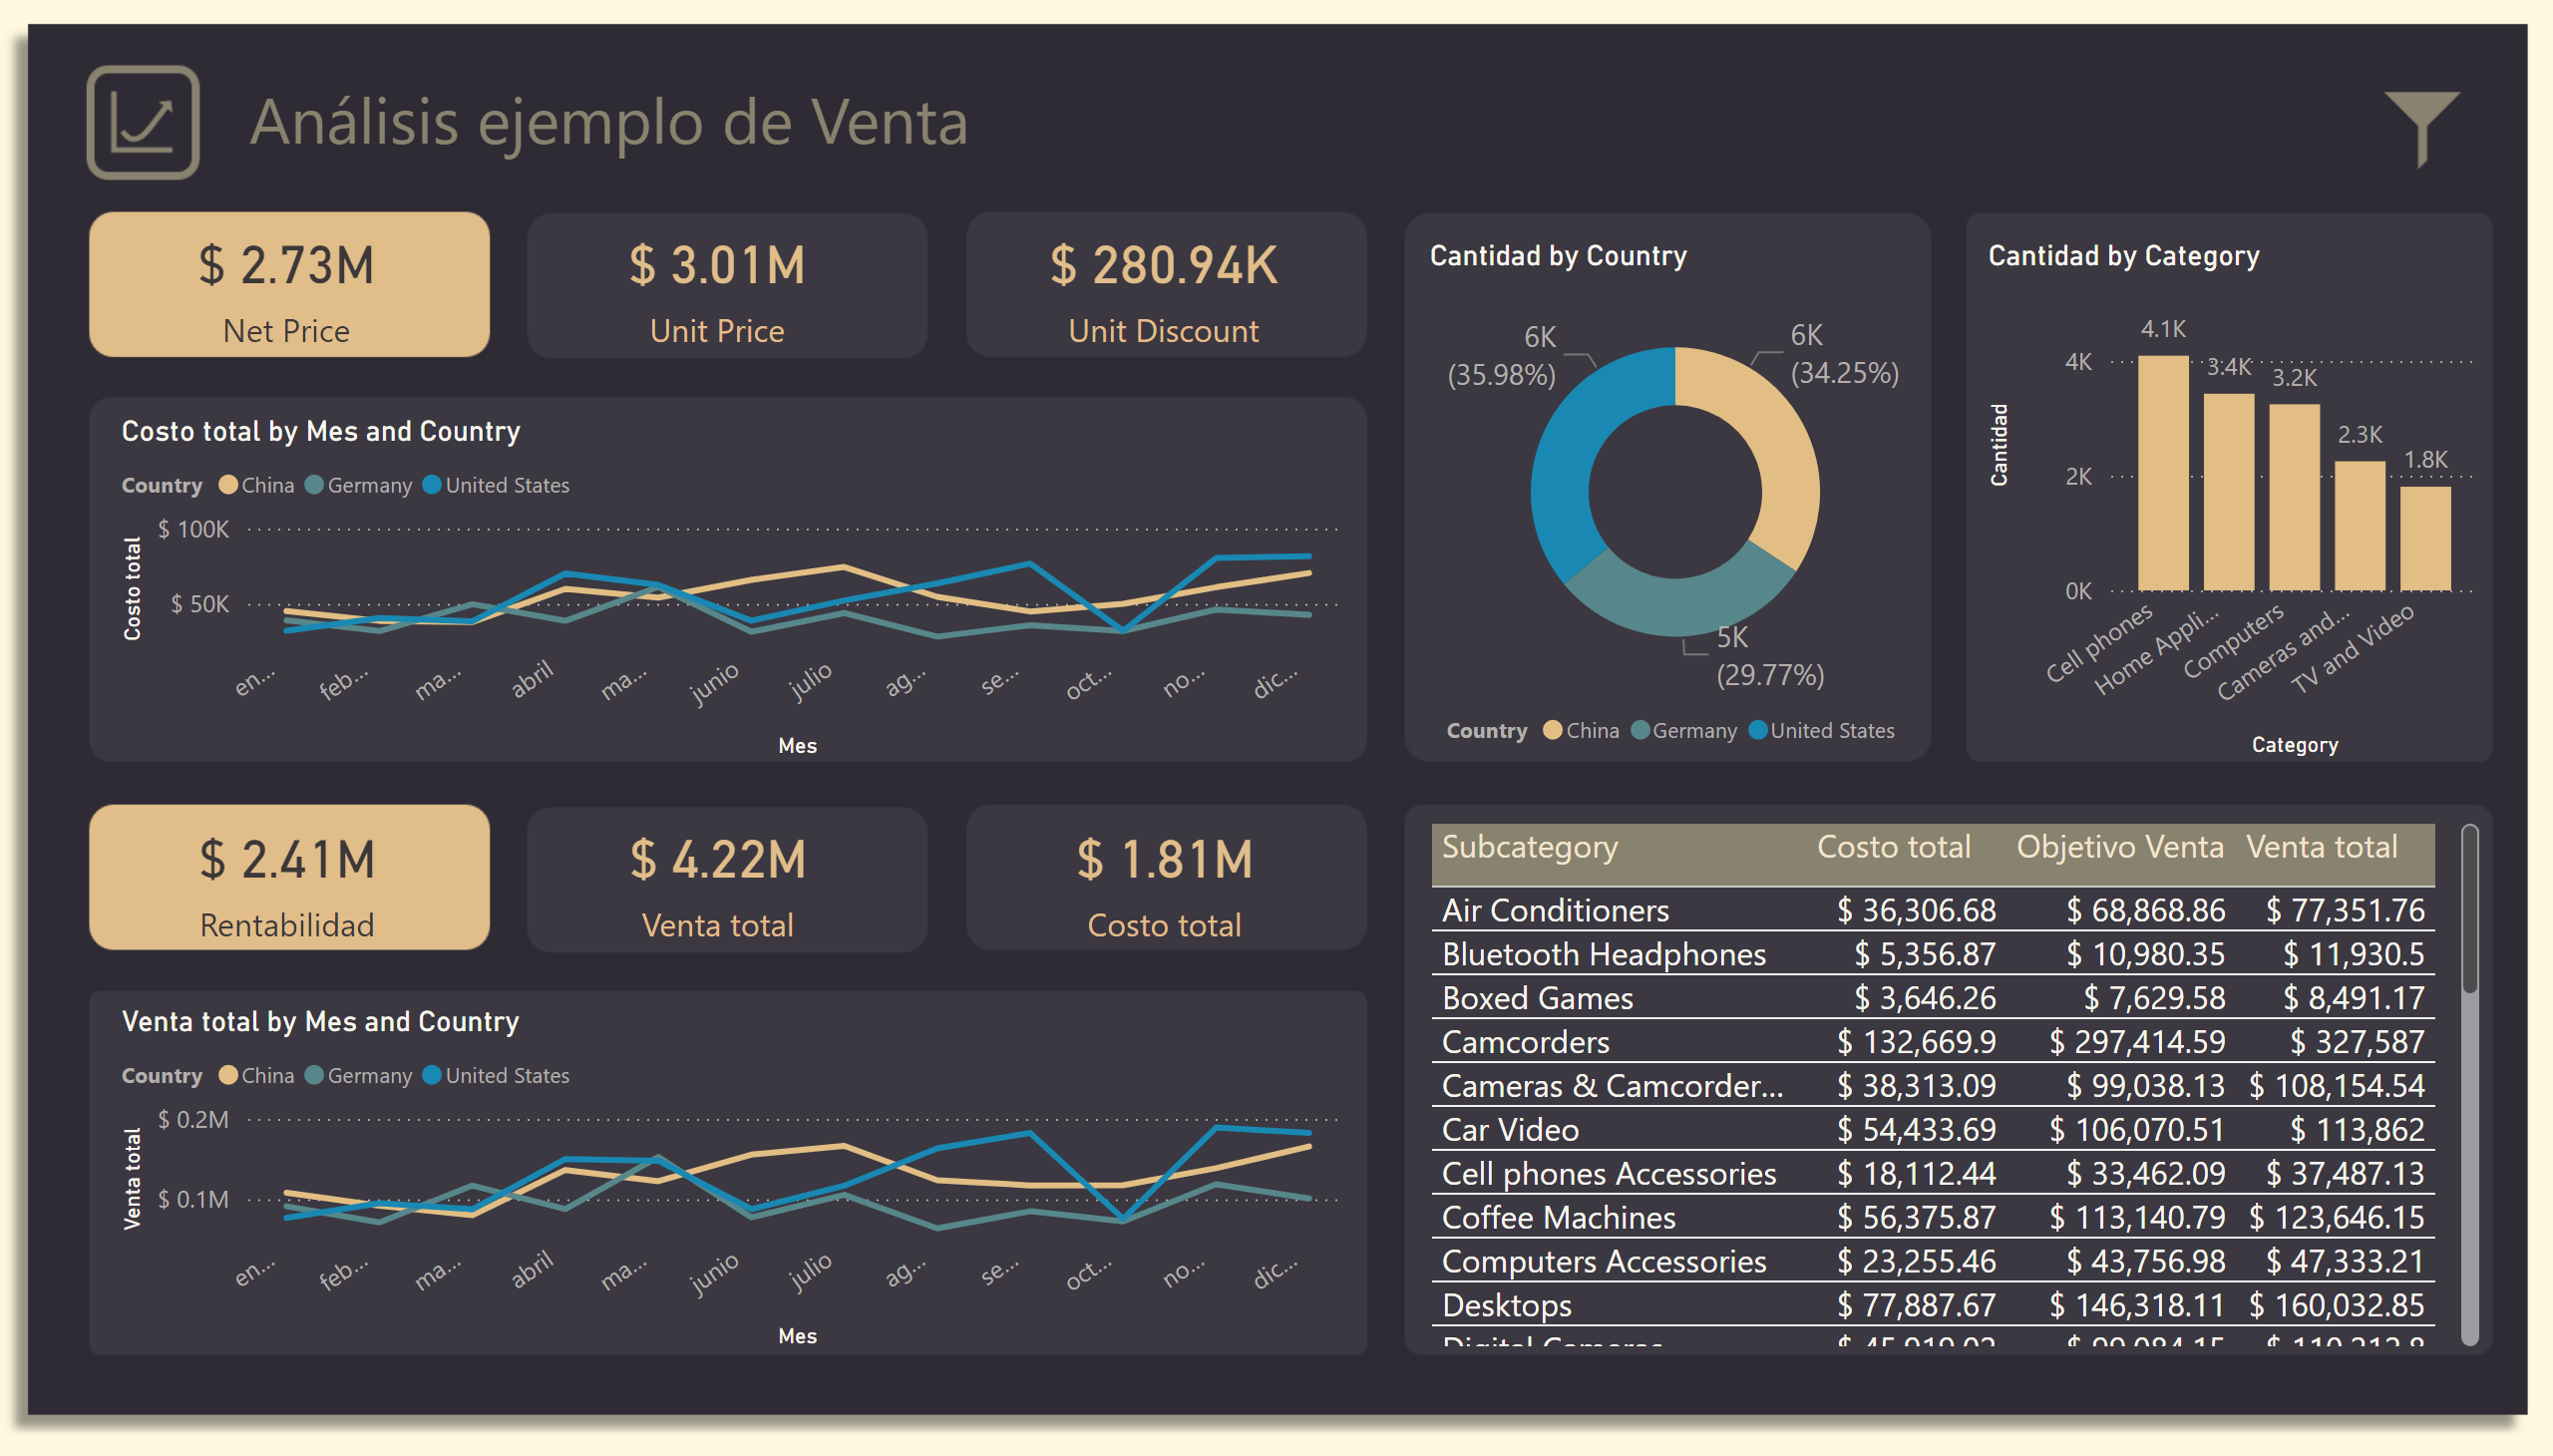 Análisis ejemplo de Venta
$ 2.73M
Net Price
$ 3.01M
Unit Price
$ 280.94K
Unit Discount
Costo total by Mes and Country
Country China Germany United States
Costo total
$ 100K
$ 50K
en... feb... ma... abril ma... junio julio ag... se... oct... no... dic...
Mes
Cantidad by Country
6K
(35.98%)
6K
(34.25%)
5K
(29.77%)
Country China Germany United States
Cantidad by Category
Cantidad
4K
2K
0K
4.1K
3.4K
3.2K
2.3K
1.8K
Cell phones
Home Appli...
Computers
Cameras and...
TV and Video
Category
$ 2.41M
Rentabilidad
$ 4.22M
Venta total
$ 1.81M
Costo total
Venta total by Mes and Country
Country China Germany United States
Venta total
$ 0.2M
$ 0.1M
en... feb... ma... abril ma... junio julio ag... se... oct... no... dic...
Mes
Subcategory Costo total Objetivo Venta Venta total
Air Conditioners $ 36,306.68 $ 68,868.86 $ 77,351.76
Bluetooth Headphones $ 5,356.87 $ 10,980.35 $ 11,930.5
Boxed Games $ 3,646.26 $ 7,629.58 $ 8,491.17
Camcorders $ 132,669.9 $ 297,414.59 $ 327,587
Cameras & Camcorder... $ 38,313.09 $ 99,038.13 $ 108,154.54
Car Video $ 54,433.69 $ 106,070.51 $ 113,862
Cell phones Accessories $ 18,112.44 $ 33,462.09 $ 37,487.13
Coffee Machines $ 56,375.87 $ 113,140.79 $ 123,646.15
Computers Accessories $ 23,255.46 $ 43,756.98 $ 47,333.21
Desktops $ 77,887.67 $ 146,318.11 $ 160,032.85
Digital Cameras